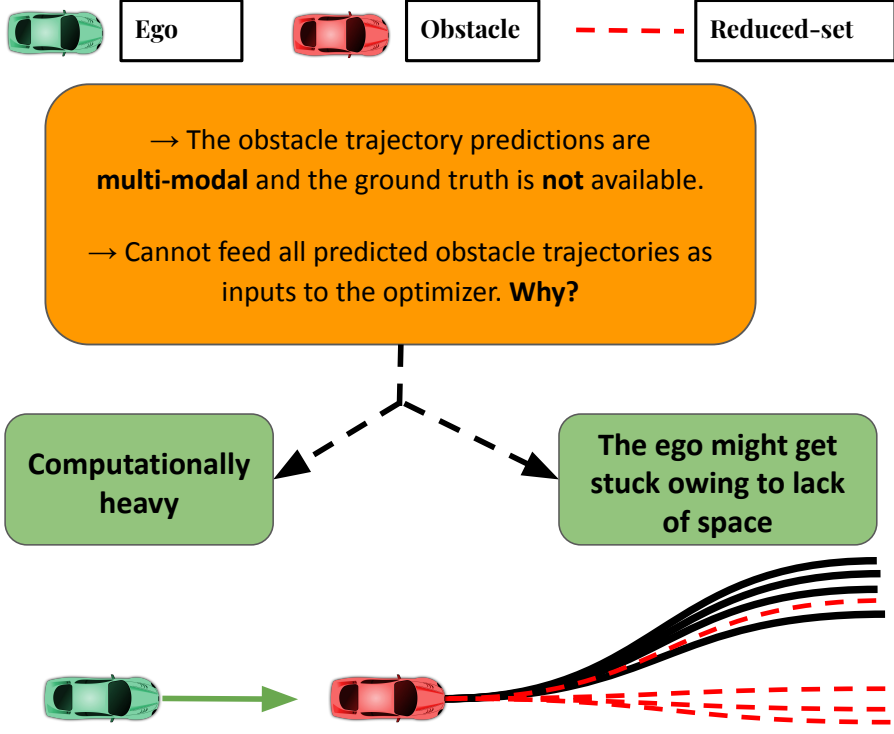 Ego
Obstacle
Reduced-set
→ The obstacle trajectory predictions are
multi-modal and the ground truth is not available.
→ Cannot feed all predicted obstacle trajectories as
inputs to the optimizer. Why?
Computationally
heavy
The ego might get
stuck owing to lack
of space